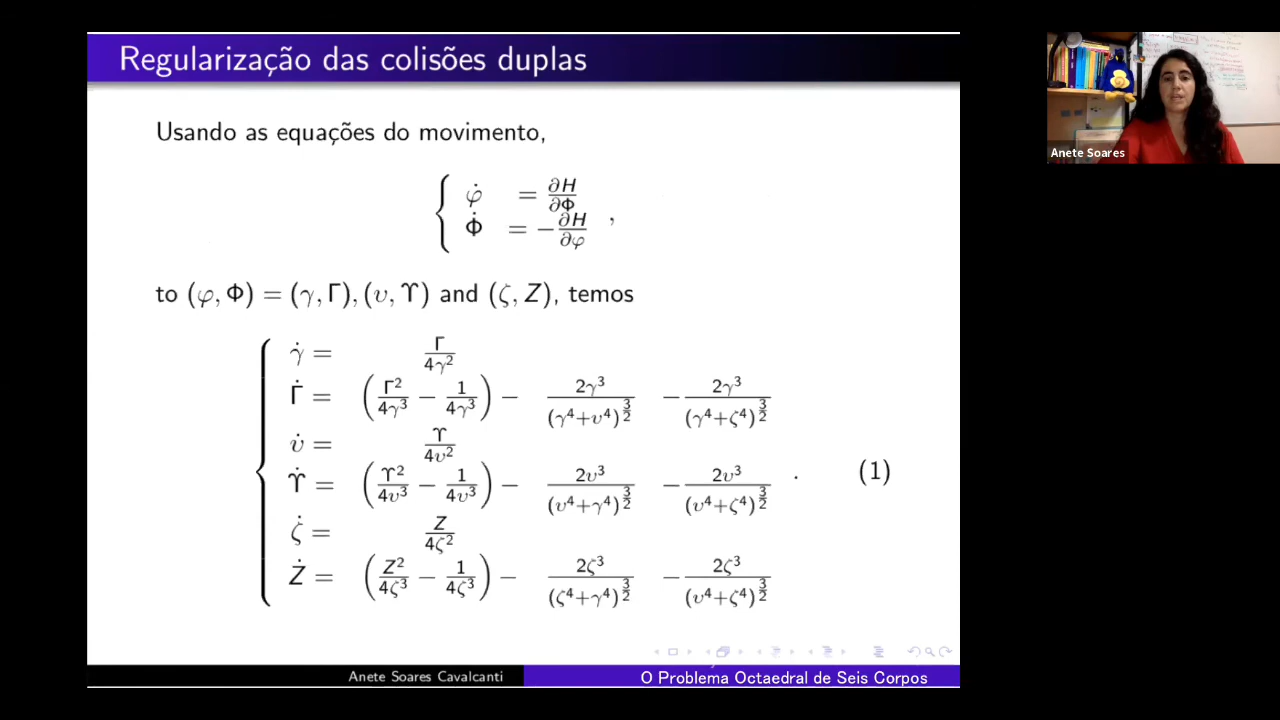 Regularização das colisões duplas
Anete Soares
Usando as equações do movimento,
{ φ̇ = ∂H/∂Φ
Φ̇ = −∂H/∂φ ,
to (φ, Φ) = (γ, Γ), (υ, ϒ) and (ζ, Z), temos
γ̇ = Γ/4γ²
Γ̇ = (Γ²/4γ³ − 1/4γ³) − 2γ³/(γ⁴+υ⁴)^{3/2} − 2γ³/(γ⁴+ζ⁴)^{3/2}
υ̇ = ϒ/4υ²
ϒ̇ = (ϒ²/4υ³ − 1/4υ³) − 2υ³/(υ⁴+γ⁴)^{3/2} − 2υ³/(υ⁴+ζ⁴)^{3/2} . (1)
ζ̇ = Z/4ζ²
Ż = (Z²/4ζ³ − 1/4ζ³) − 2ζ³/(ζ⁴+γ⁴)^{3/2} − 2ζ³/(υ⁴+ζ⁴)^{3/2}
Anete Soares Cavalcanti
O Problema Octaedral de Seis Corpos